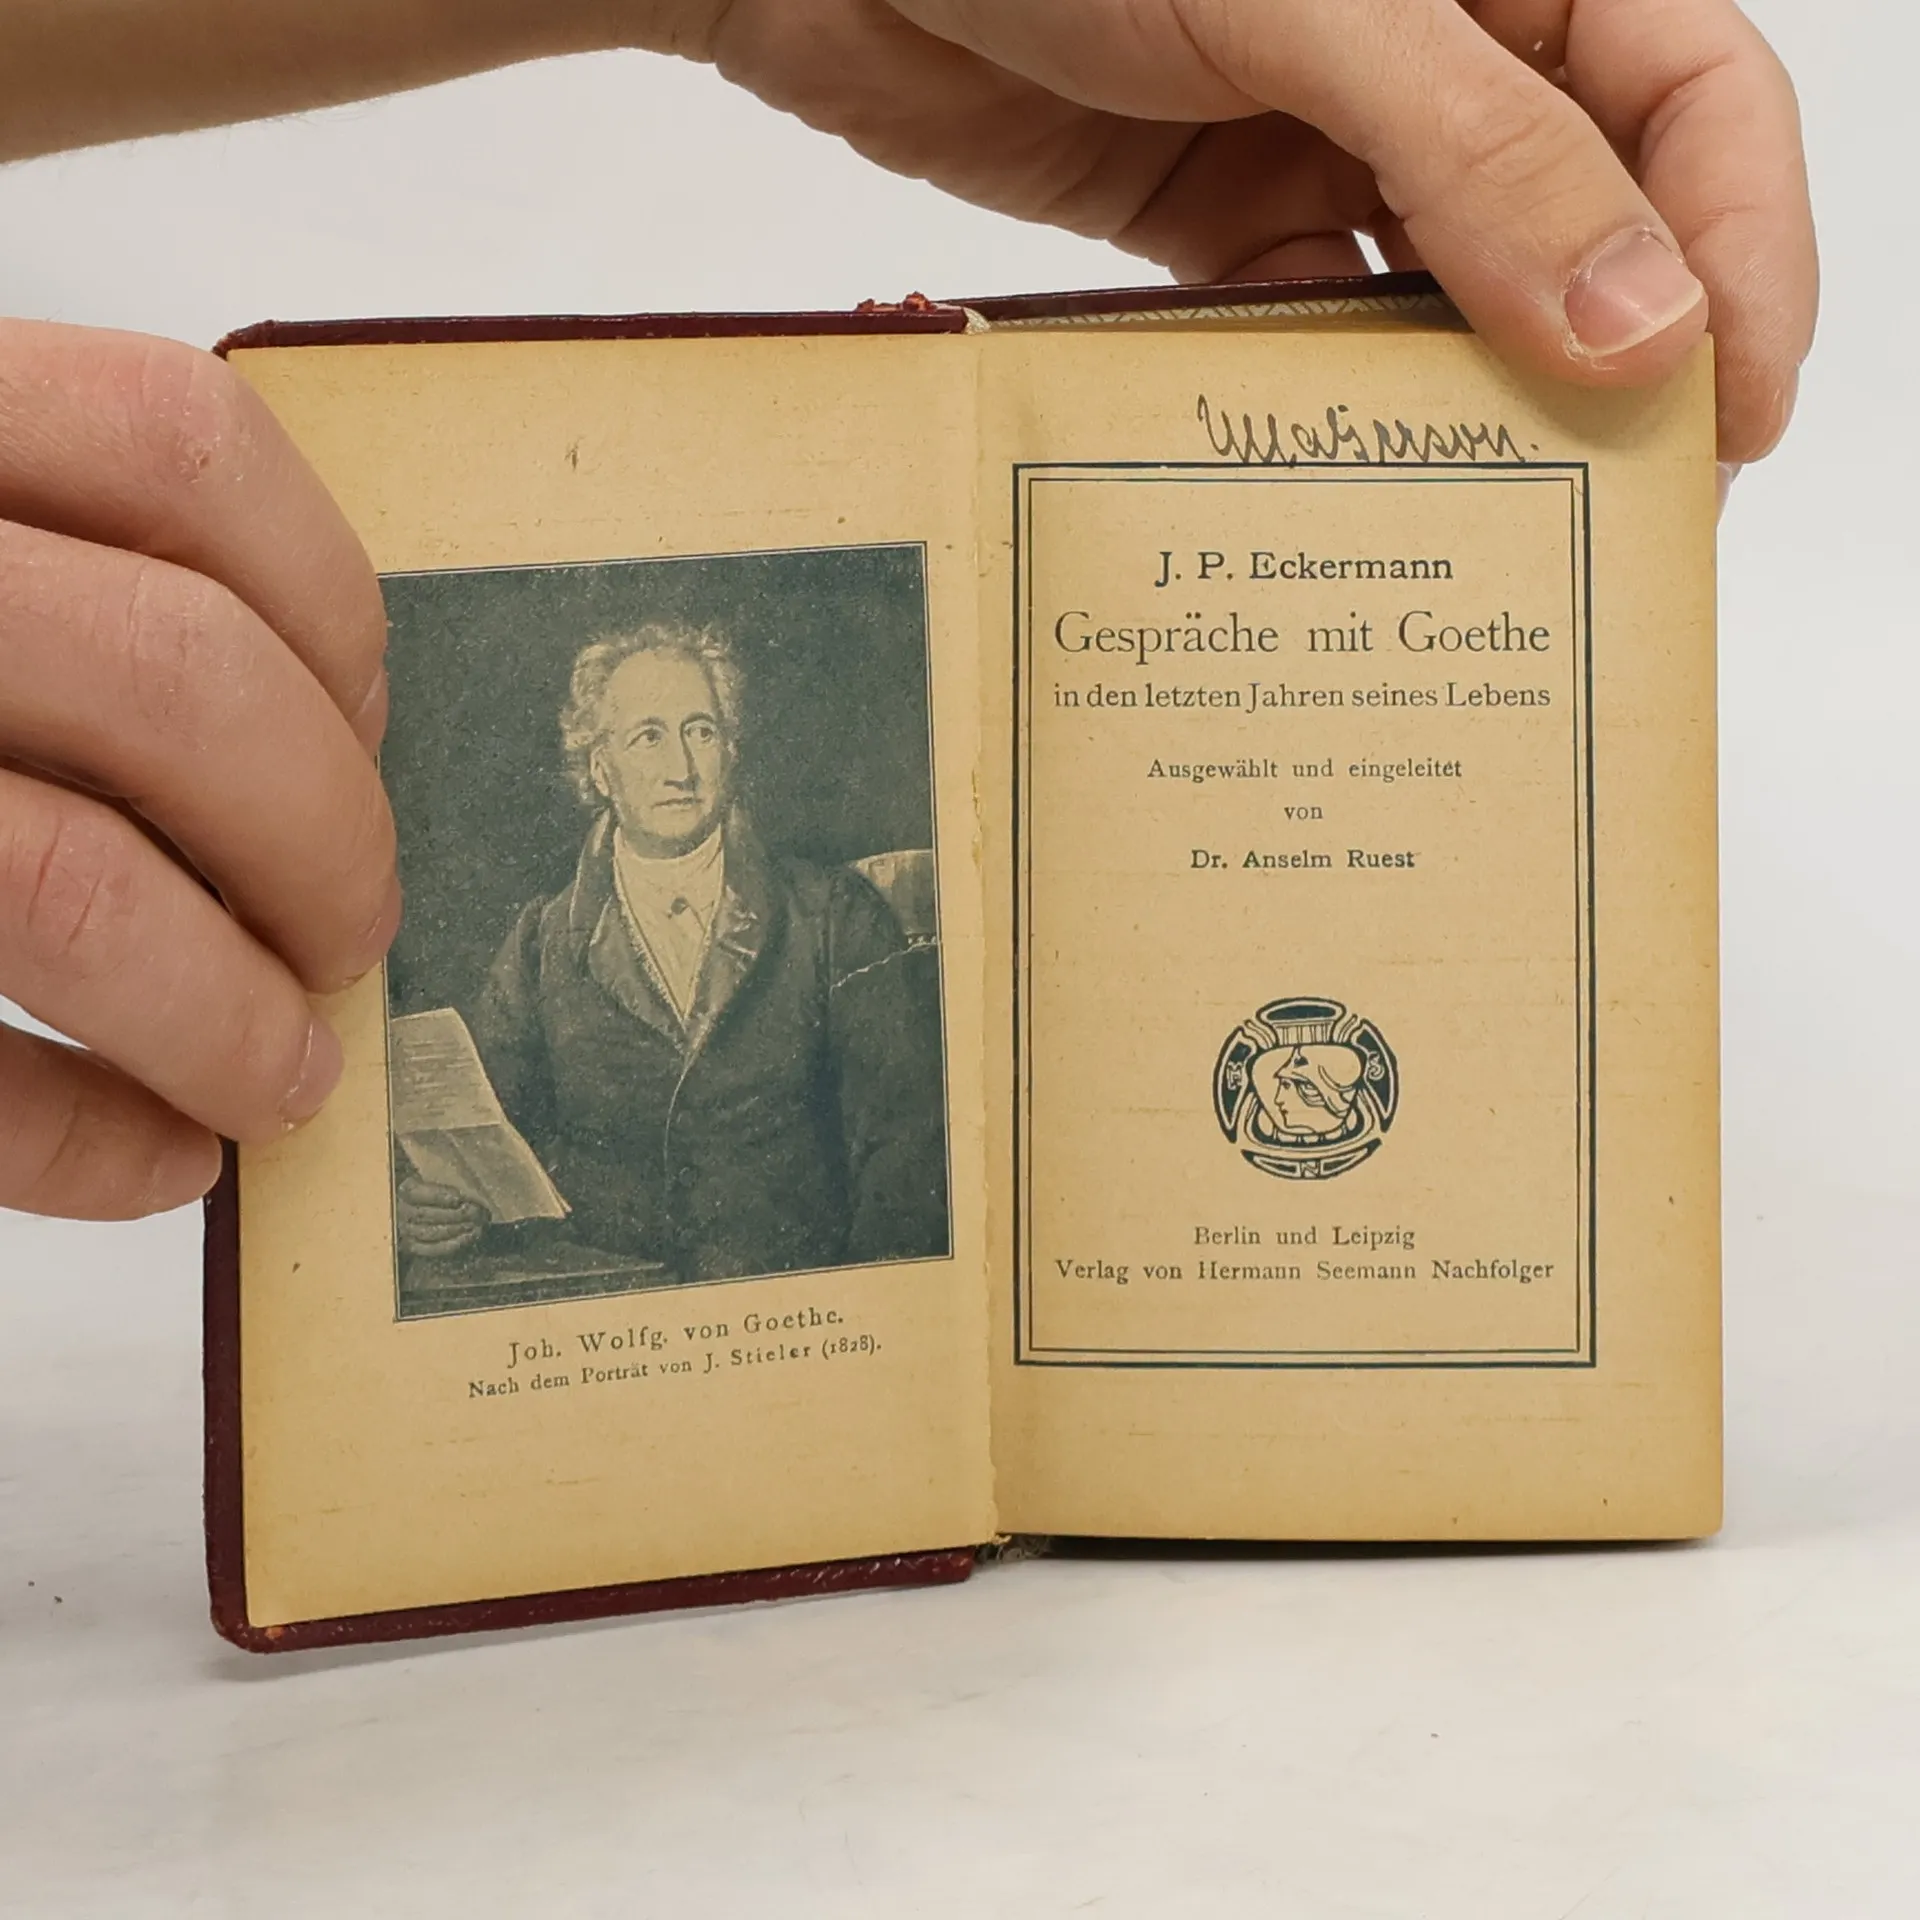 Joh. Wolfg. von Goethe.
Nach dem Porträt von J. Stieler (1828).
J. P. Eckermann
Gespräche mit Goethe
in den letzten Jahren seines Lebens
Ausgewählt und eingeleitet
von
Dr. Anselm Ruest
H S
N
Berlin und Leipzig
Verlag von Hermann Seemann Nachfolger